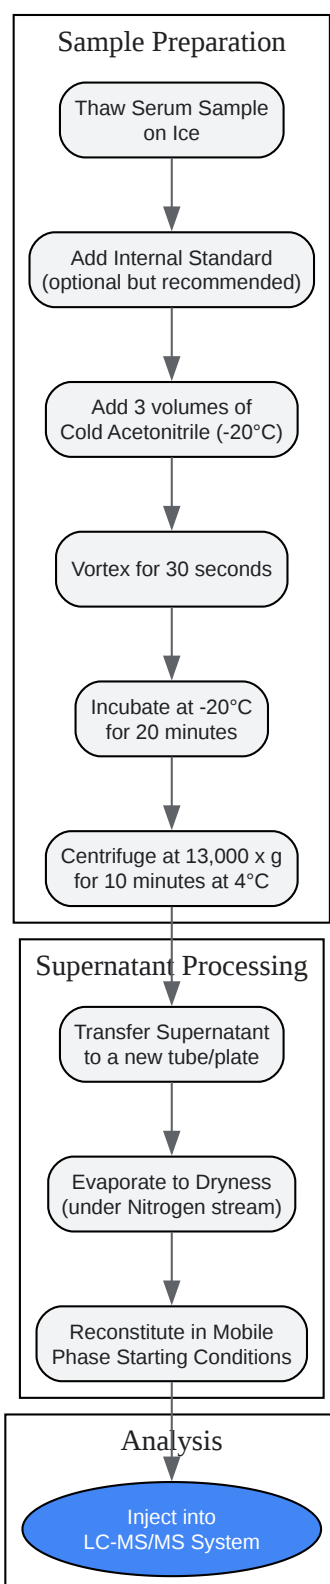 Sample Preparation
Thaw Serum Sample
on Ice
Add Internal Standard
(optional but recommended)
Add 3 volumes of
Cold Acetonitrile (-20°C)
Vortex for 30 seconds
Incubate at -20°C
for 20 minutes
Centrifuge at 13,000 x g
for 10 minutes at 4°C
Supernatant Processing
Transfer Supernatant
to a new tube/plate
Evaporate to Dryness
(under Nitrogen stream)
Reconstitute in Mobile
Phase Starting Conditions
Analysis
Inject into
LC-MS/MS System